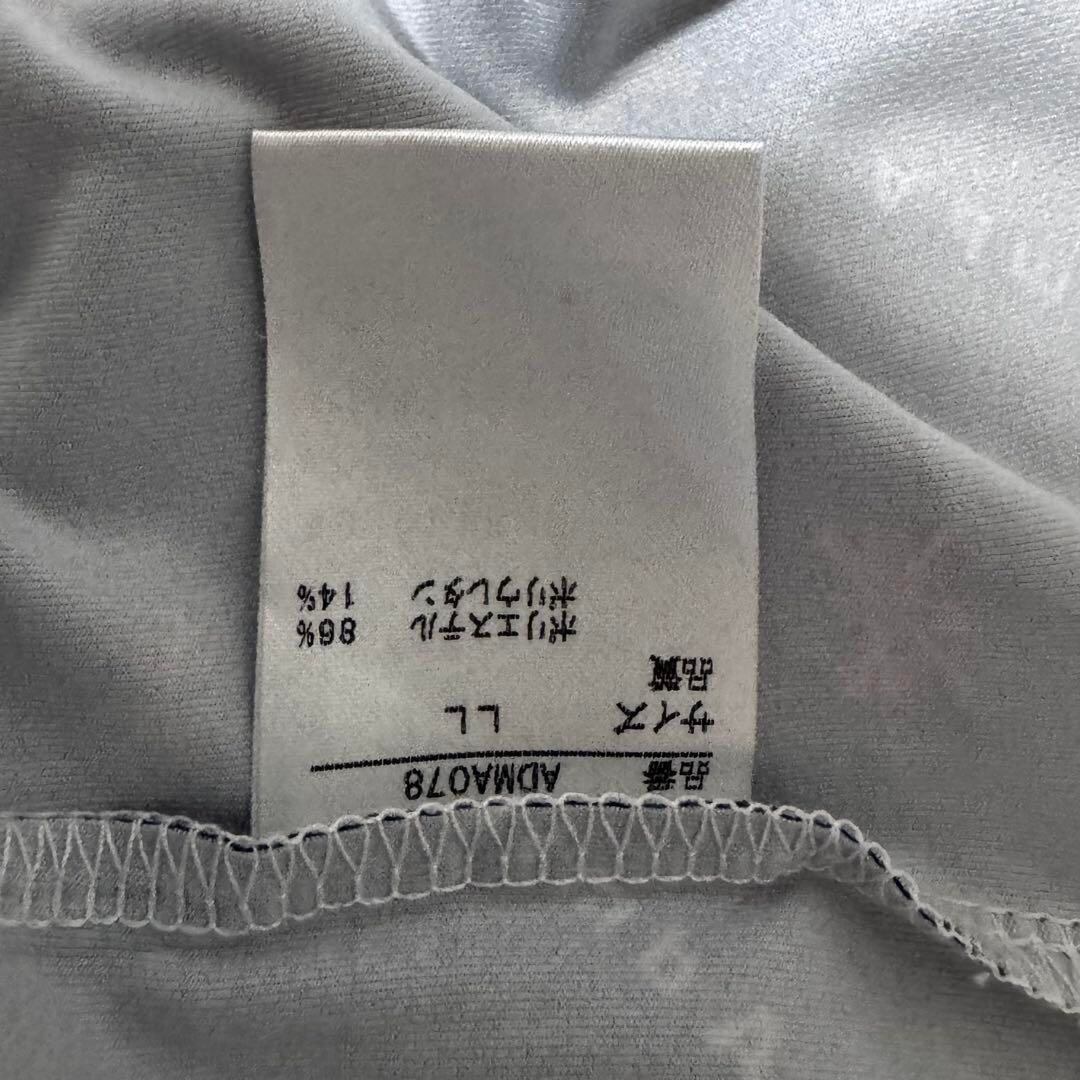 品番 ADMA078
サイズ LL
品質
ポリエステル 86%
ポリウレタン 14%